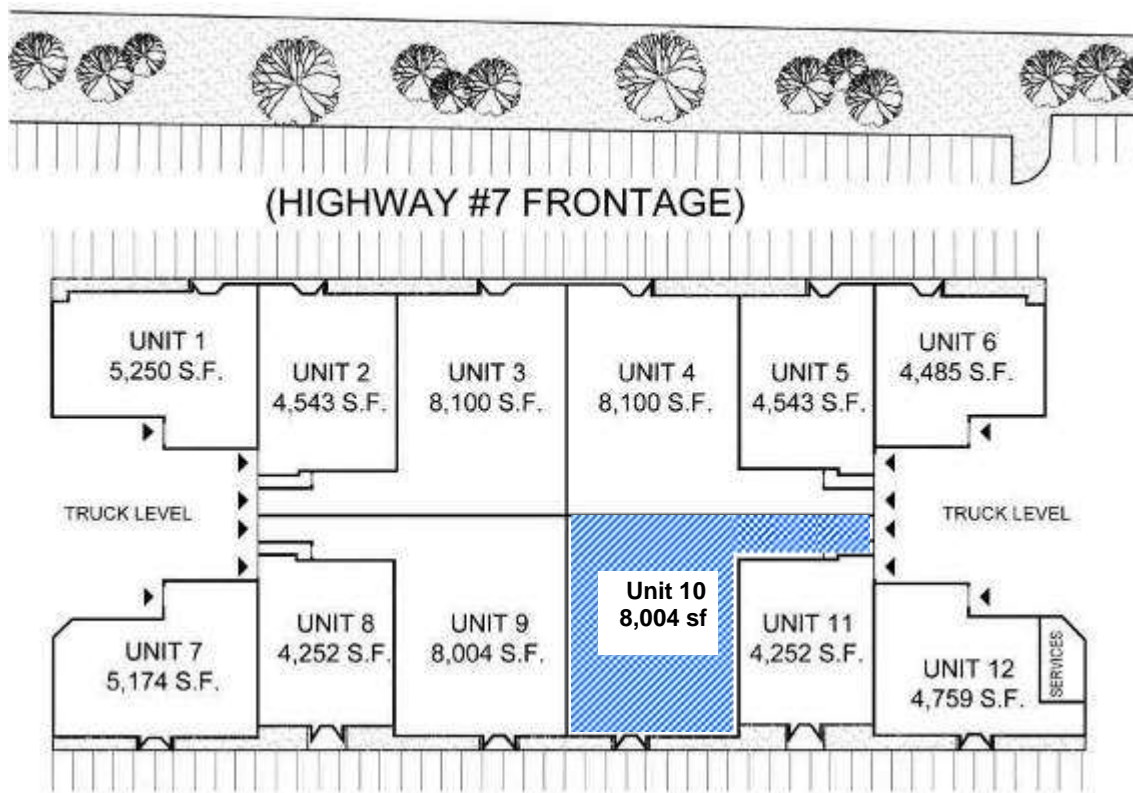 (HIGHWAY #7 FRONTAGE)
UNIT 1
5,250 S.F.
UNIT 2
4,543 S.F.
UNIT 3
8,100 S.F.
UNIT 4
8,100 S.F.
UNIT 5
4,543 S.F.
UNIT 6
4,485 S.F.
TRUCK LEVEL
TRUCK LEVEL
UNIT 7
5,174 S.F.
UNIT 8
4,252 S.F.
UNIT 9
8,004 S.F.
Unit 10
8,004 sf
UNIT 11
4,252 S.F.
UNIT 12
4,759 S.F.
SERVICES